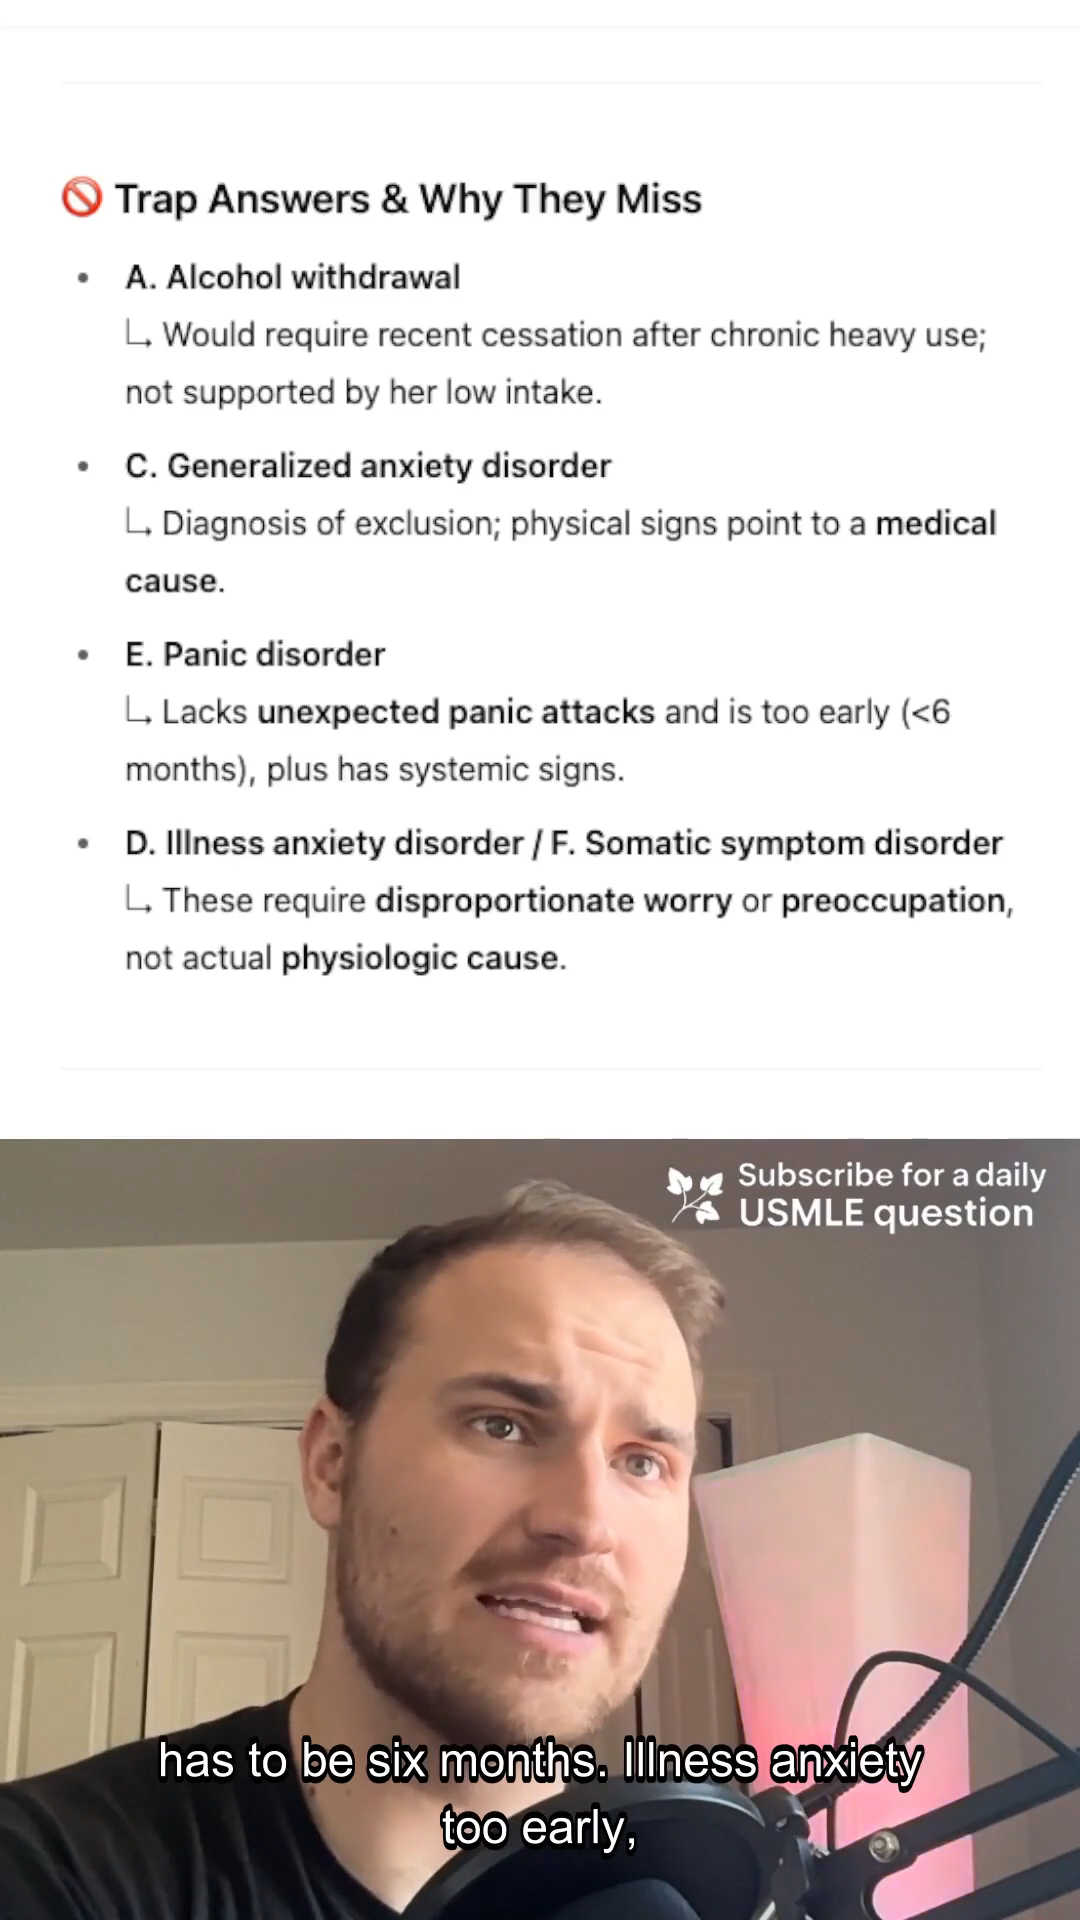 🚫 Trap Answers & Why They Miss
• A. Alcohol withdrawal
↳ Would require recent cessation after chronic heavy use;
not supported by her low intake.
• C. Generalized anxiety disorder
↳ Diagnosis of exclusion; physical signs point to a medical
cause.
• E. Panic disorder
↳ Lacks unexpected panic attacks and is too early (<6
months), plus has systemic signs.
• D. Illness anxiety disorder / F. Somatic symptom disorder
↳ These require disproportionate worry or preoccupation,
not actual physiologic cause.
Subscribe for a daily
USMLE question
has to be six months. Illness anxiety
too early,